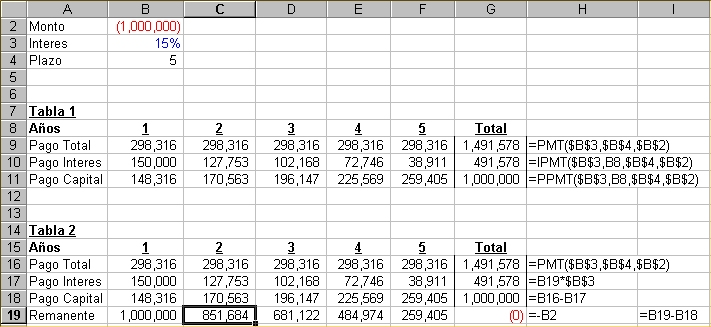 A B C D E F G H I
2 Monto (1,000,000)
3 Interes 15%
4 Plazo 5
5
6
7 Tabla 1
8 Años 1 2 3 4 5 Total
9 Pago Total 298,316 298,316 298,316 298,316 298,316 1,491,578 =PMT($B$3,$B$4,$B$2)
10 Pago Interes 150,000 127,753 102,168 72,746 38,911 491,578 =IPMT($B$3,B8,$B$4,$B$2)
11 Pago Capital 148,316 170,563 196,147 225,569 259,405 1,000,000 =PPMT($B$3,B8,$B$4,$B$2)
12
13
14 Tabla 2
15 Años 1 2 3 4 5 Total
16 Pago Total 298,316 298,316 298,316 298,316 298,316 1,491,578 =PMT($B$3,$B$4,$B$2)
17 Pago Interes 150,000 127,753 102,168 72,746 38,911 491,578 =B19*$B$3
18 Pago Capital 148,316 170,563 196,147 225,569 259,405 1,000,000 =B16-B17
19 Remanente 1,000,000 851,684 681,122 484,974 259,405 (0) =-B2 =B19-B18